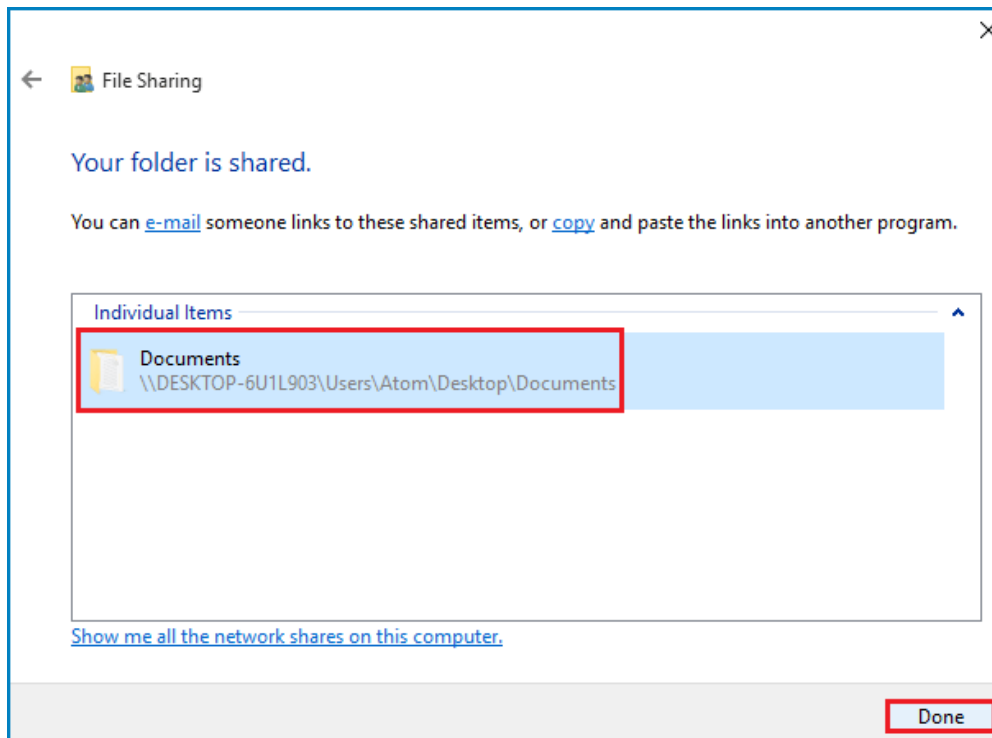 File Sharing
Your folder is shared.
You can e-mail someone links to these shared items, or copy and paste the links into another program.
Individual Items
Documents
\\DESKTOP-6U1L903\Users\Atom\Desktop\Documents
Show me all the network shares on this computer.
Done